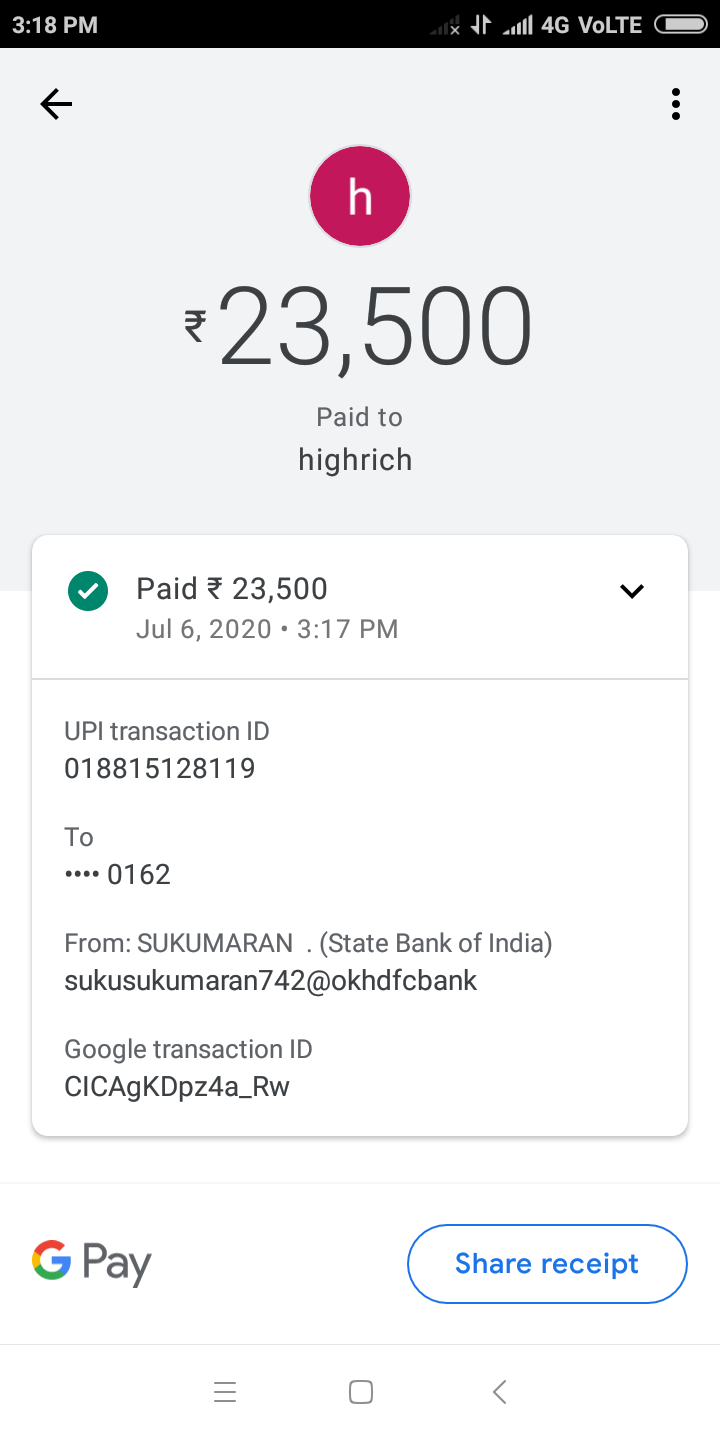 3:18 PM 4G VoLTE
h
₹23,500
Paid to
highrich
Paid ₹ 23,500
Jul 6, 2020 • 3:17 PM
UPI transaction ID
018815128119
To
•••• 0162
From: SUKUMARAN . (State Bank of India)
sukusukumaran742@okhdfcbank
Google transaction ID
CICAgKDpz4a_Rw
G Pay Share receipt